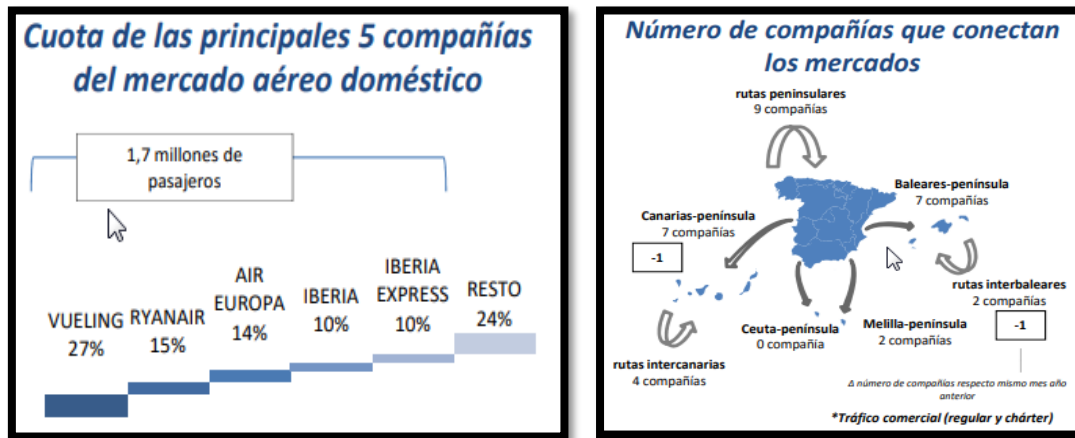 Cuota de las principales 5 compañías
del mercado aéreo doméstico
1,7 millones de
pasajeros
VUELING
27%
RYANAIR
15%
AIR
EUROPA
14%
IBERIA
10%
IBERIA
EXPRESS
10%
RESTO
24%
Número de compañías que conectan
los mercados
rutas peninsulares
9 compañías
Baleares-península
7 compañías
Canarias-península
7 compañías
-1
rutas interbaleares
2 compañías
-1
Ceuta-península
0 compañia
Melilla-península
2 compañías
rutas intercanarias
4 compañías
Δ número de compañías respecto mismo mes año
anterior
*Tráfico comercial (regular y chárter)